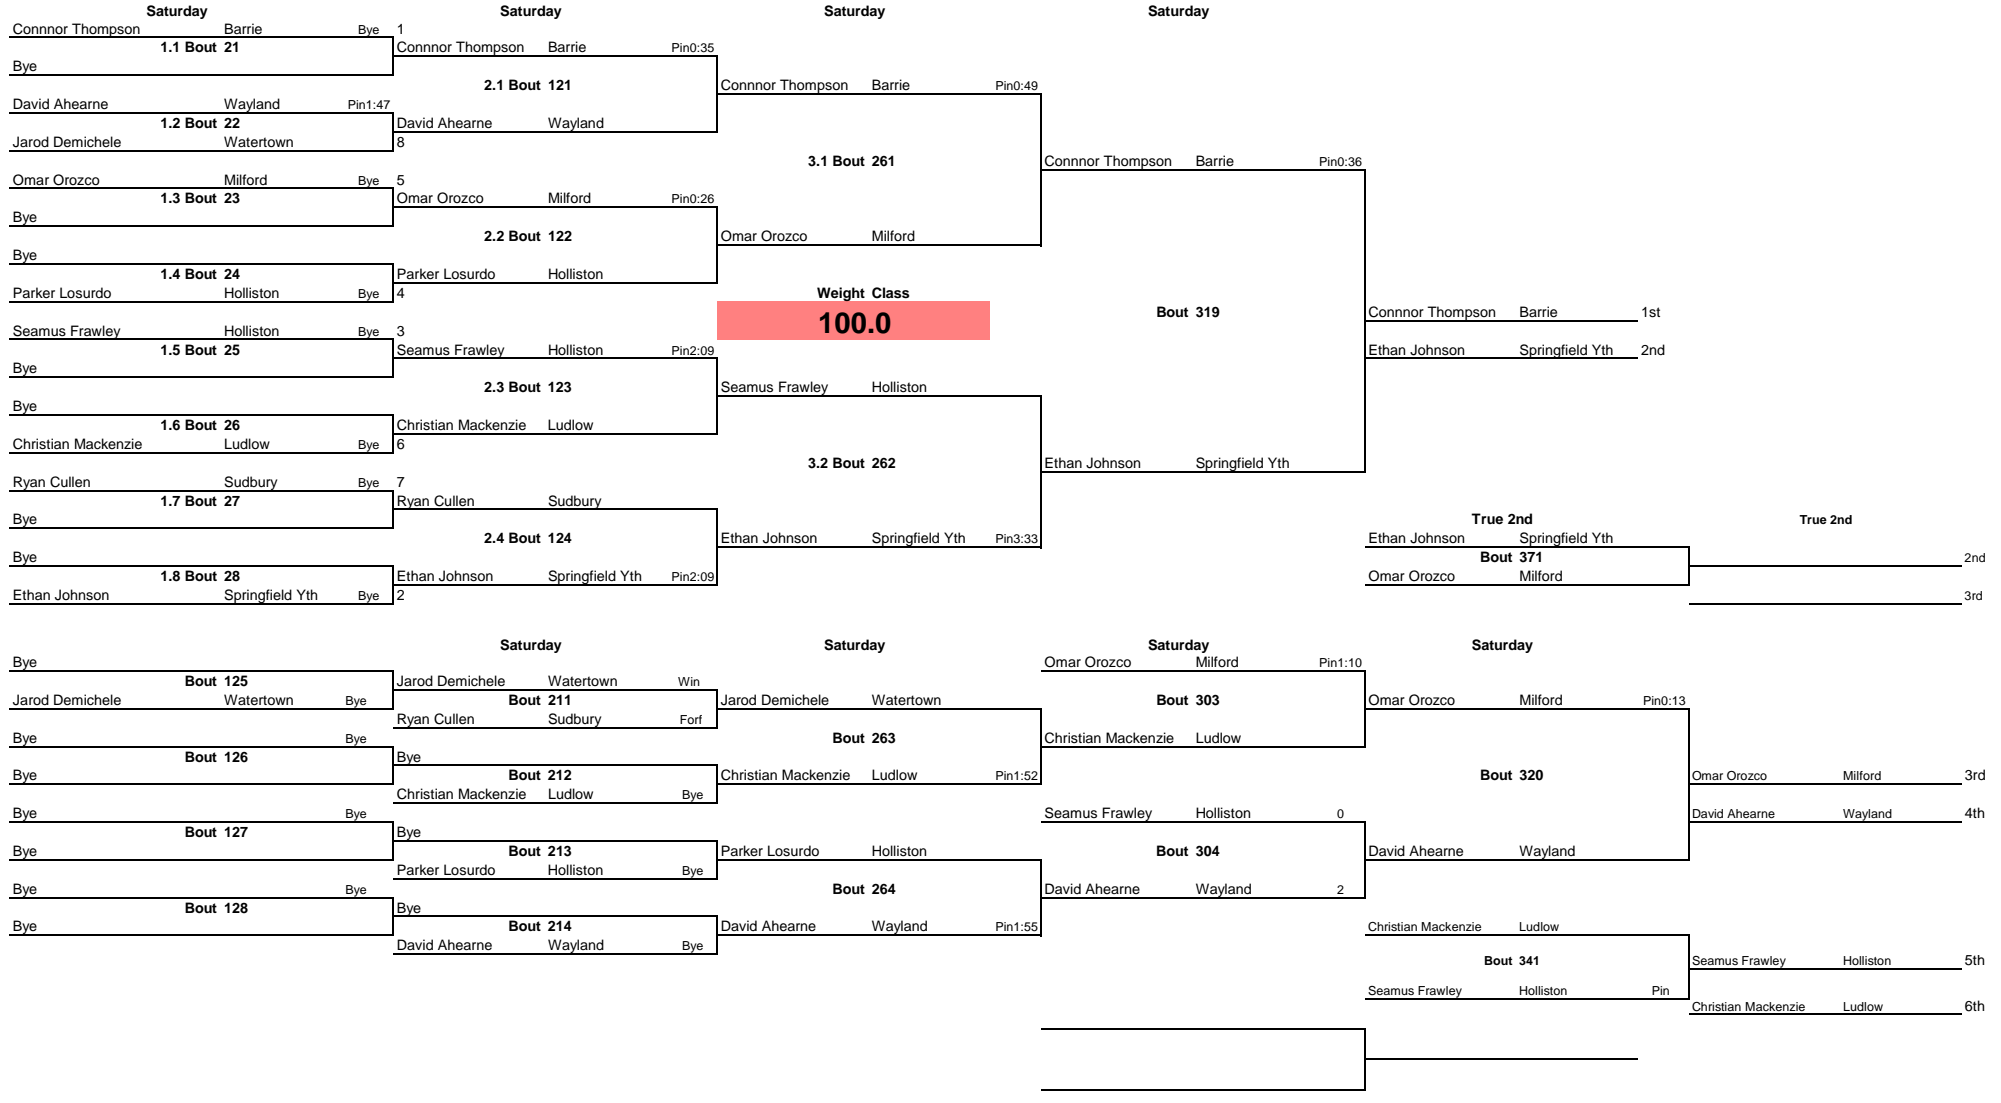 Saturday Saturday Saturday Saturday
Connnor Thompson Barrie Bye 1
1.1 Bout 21 Connnor Thompson Barrie Pin0:35
Bye
2.1 Bout 121 Connnor Thompson Barrie Pin0:49
David Ahearne Wayland Pin1:47
1.2 Bout 22 David Ahearne Wayland
Jarod Demichele Watertown 8
3.1 Bout 261 Connnor Thompson Barrie Pin0:36
Omar Orozco Milford Bye 5
1.3 Bout 23 Omar Orozco Milford Pin0:26
Bye
2.2 Bout 122 Omar Orozco Milford
Bye
1.4 Bout 24 Parker Losurdo Holliston
Parker Losurdo Holliston Bye 4 Weight Class
Bout 319 Connnor Thompson Barrie 1st
Seamus Frawley Holliston Bye 3 100.0
1.5 Bout 25 Seamus Frawley Holliston Pin2:09 Ethan Johnson Springfield Yth 2nd
Bye
2.3 Bout 123 Seamus Frawley Holliston
Bye
1.6 Bout 26 Christian Mackenzie Ludlow
Christian Mackenzie Ludlow Bye 6
3.2 Bout 262 Ethan Johnson Springfield Yth
Ryan Cullen Sudbury Bye 7
1.7 Bout 27 Ryan Cullen Sudbury
Bye True 2nd True 2nd
2.4 Bout 124 Ethan Johnson Springfield Yth Pin3:33 Ethan Johnson Springfield Yth
Bye Bout 371 2nd
1.8 Bout 28 Ethan Johnson Springfield Yth Pin2:09 Omar Orozco Milford
Ethan Johnson Springfield Yth Bye 2 3rd
Saturday Saturday Saturday Saturday
Bye Omar Orozco Milford Pin1:10
Bout 125 Jarod Demichele Watertown Win
Jarod Demichele Watertown Bye Bout 211 Jarod Demichele Watertown Bout 303 Omar Orozco Milford Pin0:13
Ryan Cullen Sudbury Forf
Bye Bye Bout 263 Christian Mackenzie Ludlow
Bout 126 Bye
Bye Bout 212 Christian Mackenzie Ludlow Pin1:52 Bout 320 Omar Orozco Milford 3rd
Christian Mackenzie Ludlow Bye
Bye Bye Seamus Frawley Holliston 0 David Ahearne Wayland 4th
Bout 127 Bye
Bye Bout 213 Parker Losurdo Holliston Bout 304 David Ahearne Wayland
Parker Losurdo Holliston Bye
Bye Bye Bout 264 David Ahearne Wayland 2
Bout 128 Bye
Bye Bout 214 David Ahearne Wayland Pin1:55 Christian Mackenzie Ludlow
David Ahearne Wayland Bye
Bout 341 Seamus Frawley Holliston 5th
Seamus Frawley Holliston Pin
Christian Mackenzie Ludlow 6th